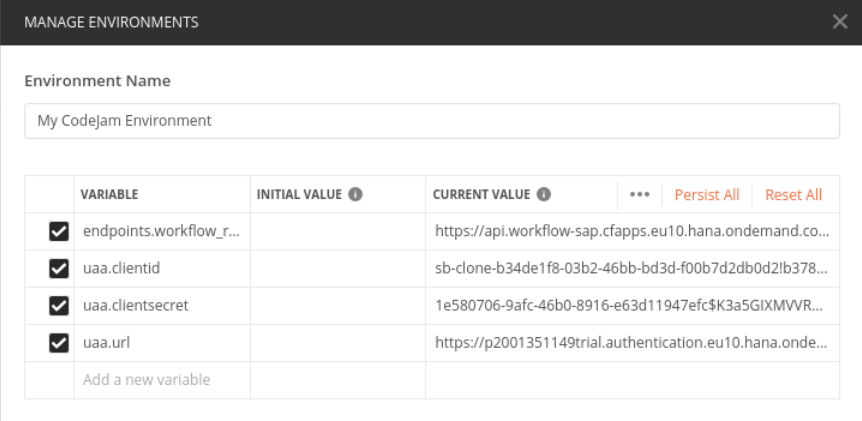 MANAGE ENVIRONMENTS
Environment Name
My CodeJam Environment
VARIABLE INITIAL VALUE CURRENT VALUE ••• Persist All Reset All
endpoints.workflow_r... https://api.workflow-sap.cfapps.eu10.hana.ondemand.co...
uaa.clientid sb-clone-b34de1f8-03b2-46bb-bd3d-f00b7d2db0d2!b378...
uaa.clientsecret 1e580706-9afc-46b0-8916-e63d11947efc$K3a5GIXMVVR...
uaa.url https://p2001351149trial.authentication.eu10.hana.onde...
Add a new variable